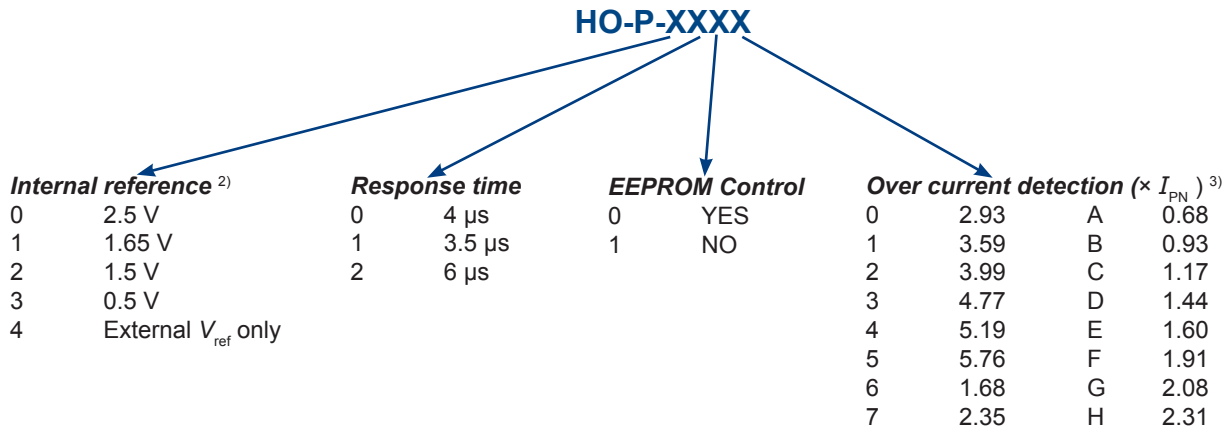 HO-P-XXXX
Internal reference 2)
0 2.5 V
1 1.65 V
2 1.5 V
3 0.5 V
4 External Vref only
Response time
0 4 µs
1 3.5 µs
2 6 µs
EEPROM Control
0 YES
1 NO
Over current detection (× IPN ) 3)
0 2.93 A 0.68
1 3.59 B 0.93
2 3.99 C 1.17
3 4.77 D 1.44
4 5.19 E 1.60
5 5.76 F 1.91
6 1.68 G 2.08
7 2.35 H 2.31